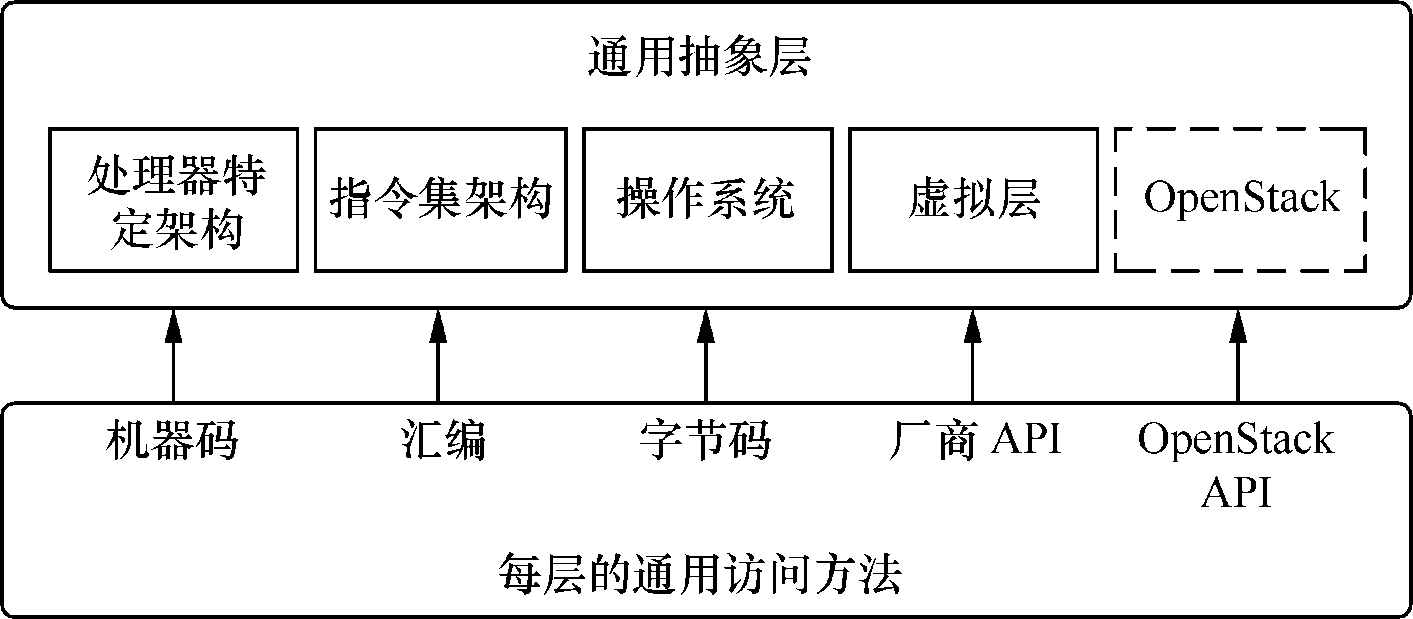 通用抽象层
处理器特
定架构
指令集架构
操作系统
虚拟层
OpenStack
机器码
汇编
字节码
厂商 API
OpenStack
API
每层的通用访问方法